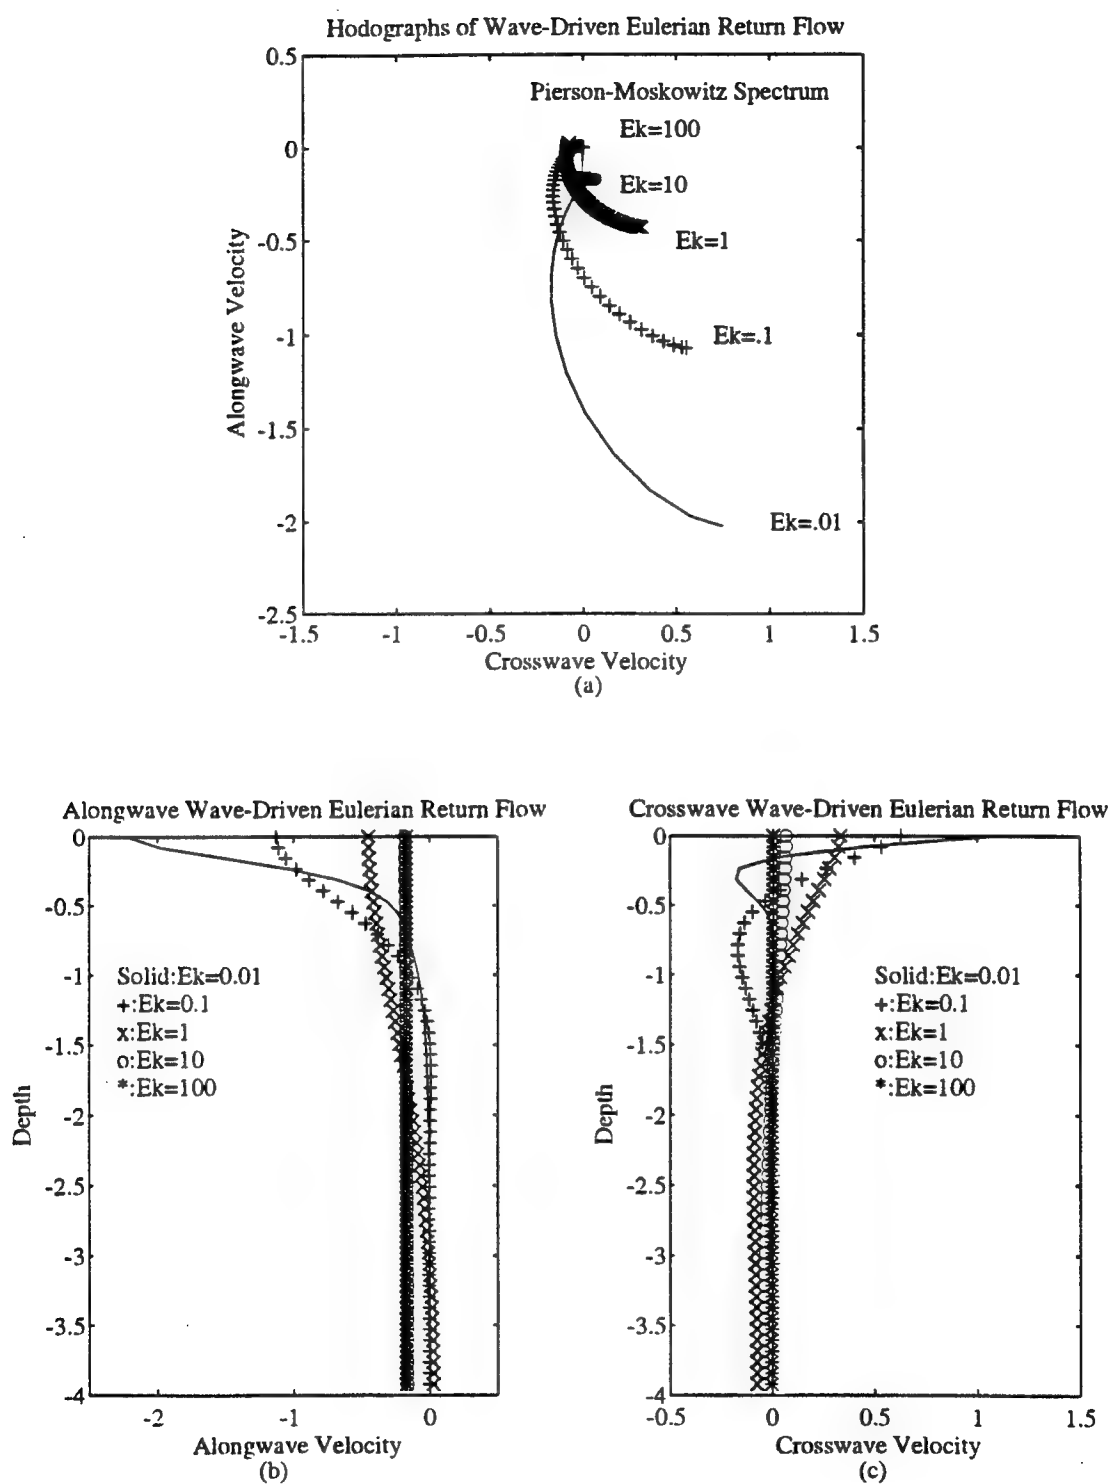 Hodographs of Wave-Driven Eulerian Return Flow
Pierson-Moskowitz Spectrum
Ek=100
Ek=10
Ek=1
Ek=.1
Ek=.01
0.5
0
-0.5
-1
-1.5
-2
-2.5
Alongwave Velocity
-1.5 -1 -0.5 0 0.5 1 1.5
Crosswave Velocity
(a)
Alongwave Wave-Driven Eulerian Return Flow
0
-0.5
-1
-1.5
-2
-2.5
-3
-3.5
-4
Depth
Solid:Ek=0.01
+:Ek=0.1
x:Ek=1
o:Ek=10
*:Ek=100
-2 -1 0
Alongwave Velocity
(b)
Crosswave Wave-Driven Eulerian Return Flow
0
-0.5
-1
-1.5
-2
-2.5
-3
-3.5
-4
Depth
Solid:Ek=0.01
+:Ek=0.1
x:Ek=1
o:Ek=10
*:Ek=100
-0.5 0 0.5 1 1.5
Crosswave Velocity
(c)